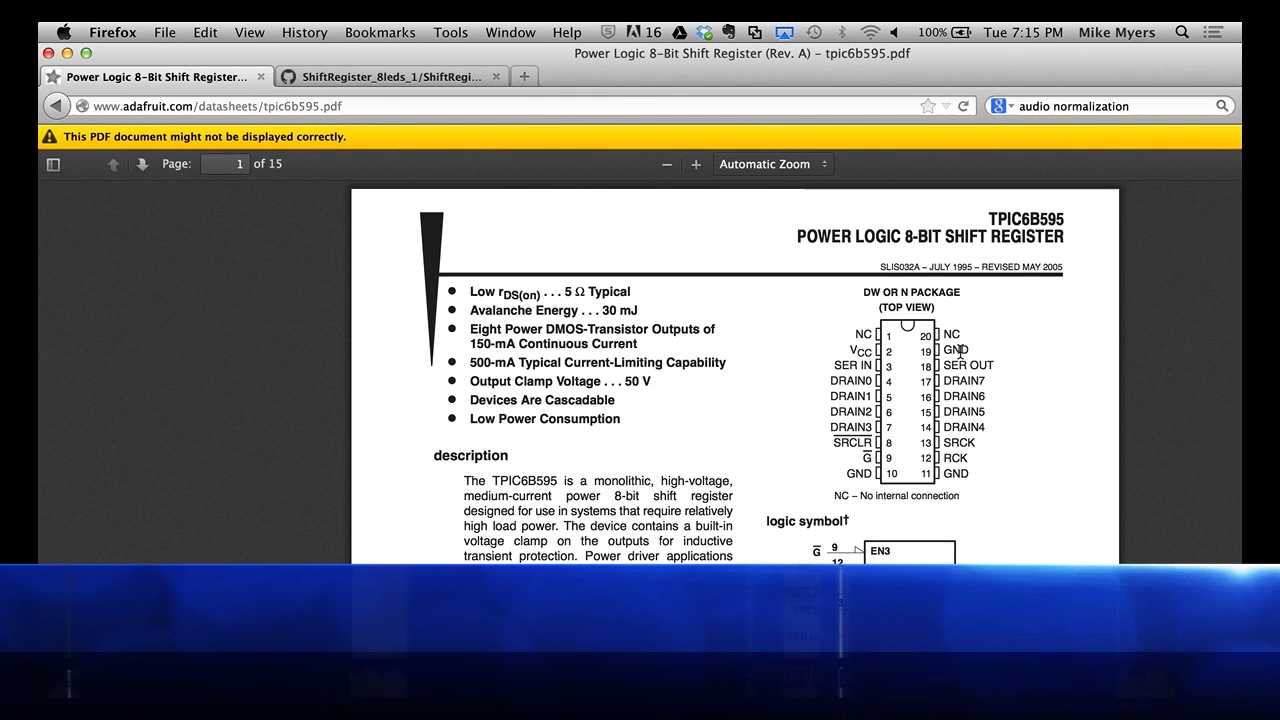 Firefox File Edit View History Bookmarks Tools Window Help 16 100% Tue 7:15 PM Mike Myers
Power Logic 8-Bit Shift Register (Rev. A) – tpic6b595.pdf
Power Logic 8-Bit Shift Register... ShiftRegister_8leds_1/ShiftRegi...
www.adafruit.com/datasheets/tpic6b595.pdf audio normalization
This PDF document might not be displayed correctly.
Page: 1 of 15 Automatic Zoom
TPIC6B595
POWER LOGIC 8-BIT SHIFT REGISTER
SLIS032A – JULY 1995 – REVISED MAY 2005
● Low rDS(on) . . . 5 Ω Typical
● Avalanche Energy . . . 30 mJ
● Eight Power DMOS-Transistor Outputs of
150-mA Continuous Current
● 500-mA Typical Current-Limiting Capability
● Output Clamp Voltage . . . 50 V
● Devices Are Cascadable
● Low Power Consumption
description
The TPIC6B595 is a monolithic, high-voltage,
medium-current power 8-bit shift register
designed for use in systems that require relatively
high load power. The device contains a built-in
voltage clamp on the outputs for inductive
transient protection. Power driver applications
DW OR N PACKAGE
(TOP VIEW)
NC 1 20 NC
VCC 2 19 GND
SER IN 3 18 SER OUT
DRAIN0 4 17 DRAIN7
DRAIN1 5 16 DRAIN6
DRAIN2 6 15 DRAIN5
DRAIN3 7 14 DRAIN4
SRCLR 8 13 SRCK
G 9 12 RCK
GND 10 11 GND
NC – No internal connection
logic symbol†
G 9 EN3
12